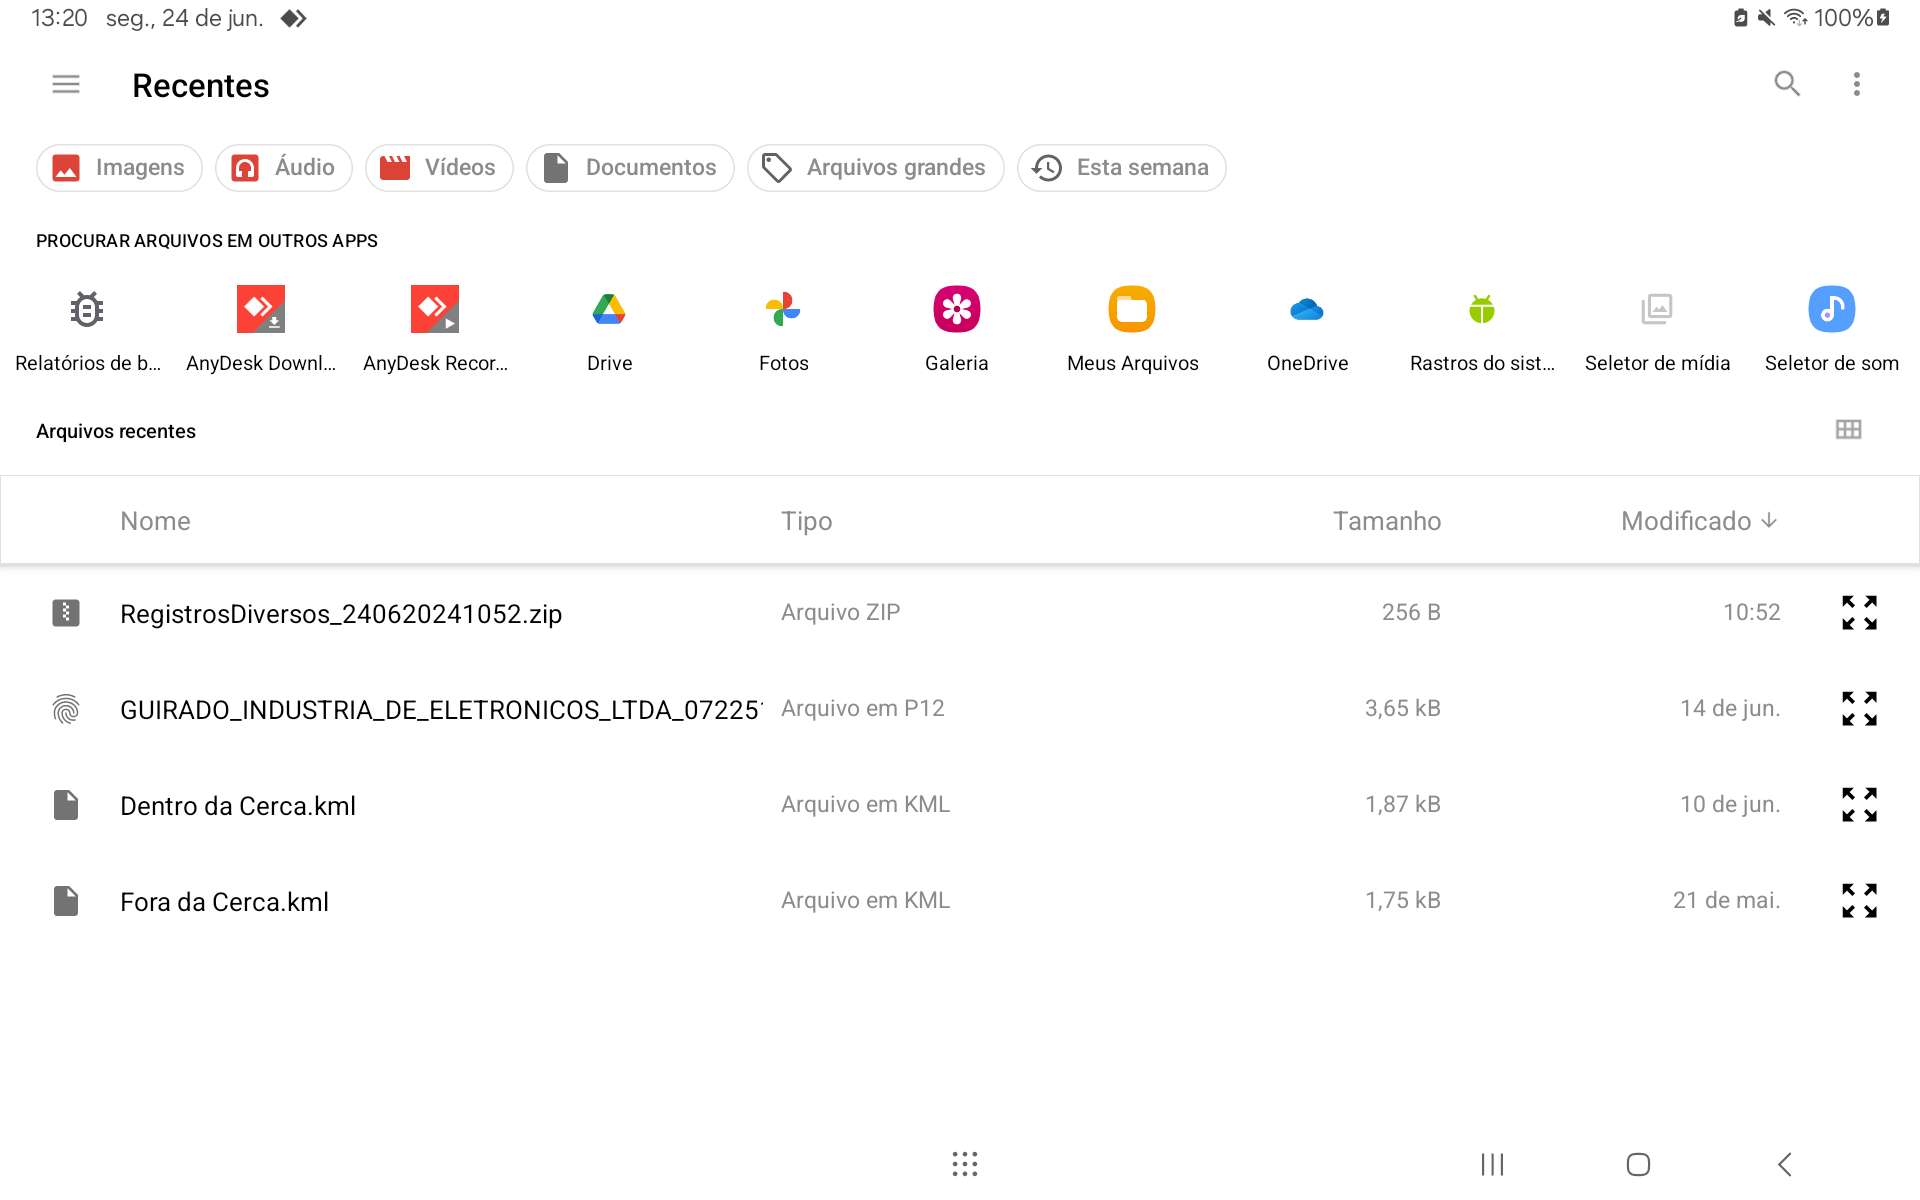 13:20 seg., 24 de jun. 100%
Recentes
Imagens Áudio Vídeos Documentos Arquivos grandes Esta semana
PROCURAR ARQUIVOS EM OUTROS APPS
Relatórios de b... AnyDesk Downl... AnyDesk Recor... Drive Fotos Galeria Meus Arquivos OneDrive Rastros do sist... Seletor de mídia Seletor de som
Arquivos recentes
Nome Tipo Tamanho Modificado
RegistrosDiversos_240620241052.zip Arquivo ZIP 256 B 10:52
GUIRADO_INDUSTRIA_DE_ELETRONICOS_LTDA_07225 Arquivo em P12 3,65 kB 14 de jun.
Dentro da Cerca.kml Arquivo em KML 1,87 kB 10 de jun.
Fora da Cerca.kml Arquivo em KML 1,75 kB 21 de mai.